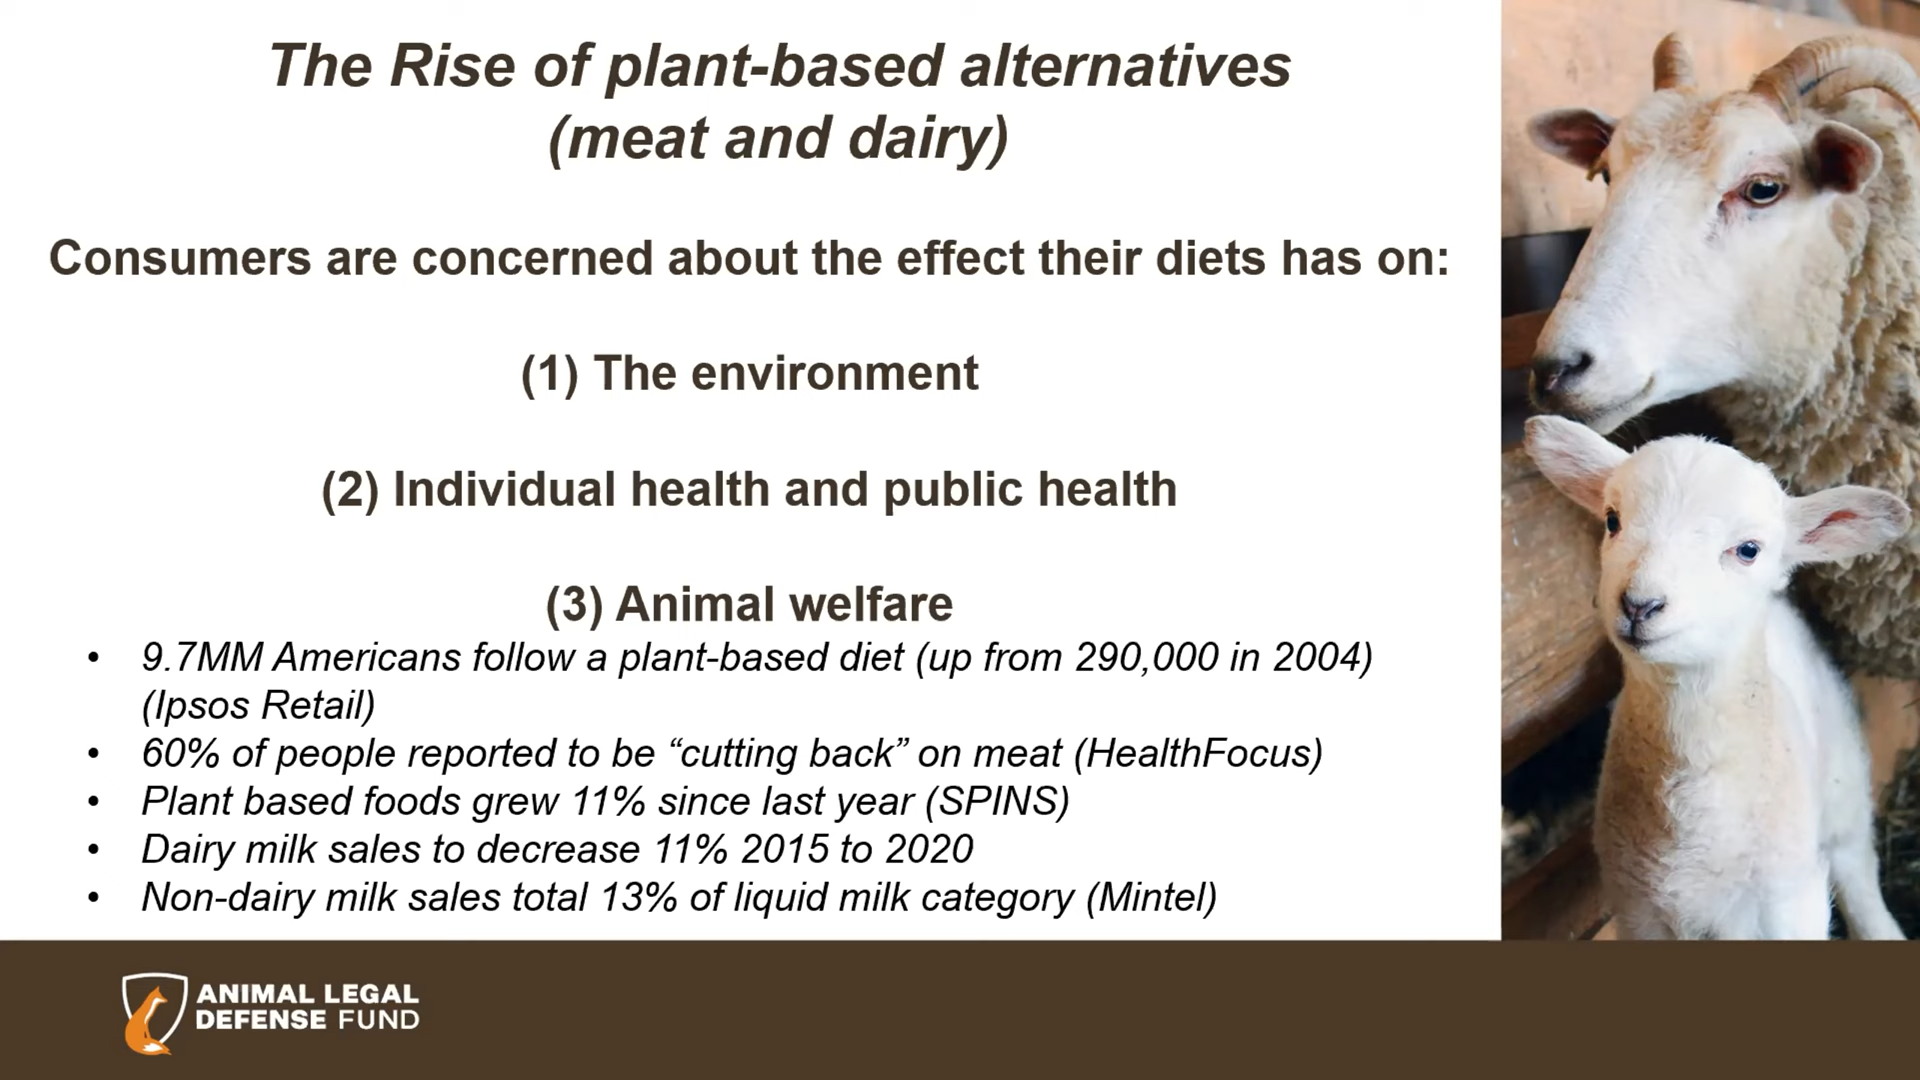 The Rise of plant-based alternatives
(meat and dairy)
Consumers are concerned about the effect their diets has on:
(1) The environment
(2) Individual health and public health
(3) Animal welfare
• 9.7MM Americans follow a plant-based diet (up from 290,000 in 2004)
(Ipsos Retail)
• 60% of people reported to be “cutting back” on meat (HealthFocus)
• Plant based foods grew 11% since last year (SPINS)
• Dairy milk sales to decrease 11% 2015 to 2020
• Non-dairy milk sales total 13% of liquid milk category (Mintel)
ANIMAL LEGAL
DEFENSE FUND